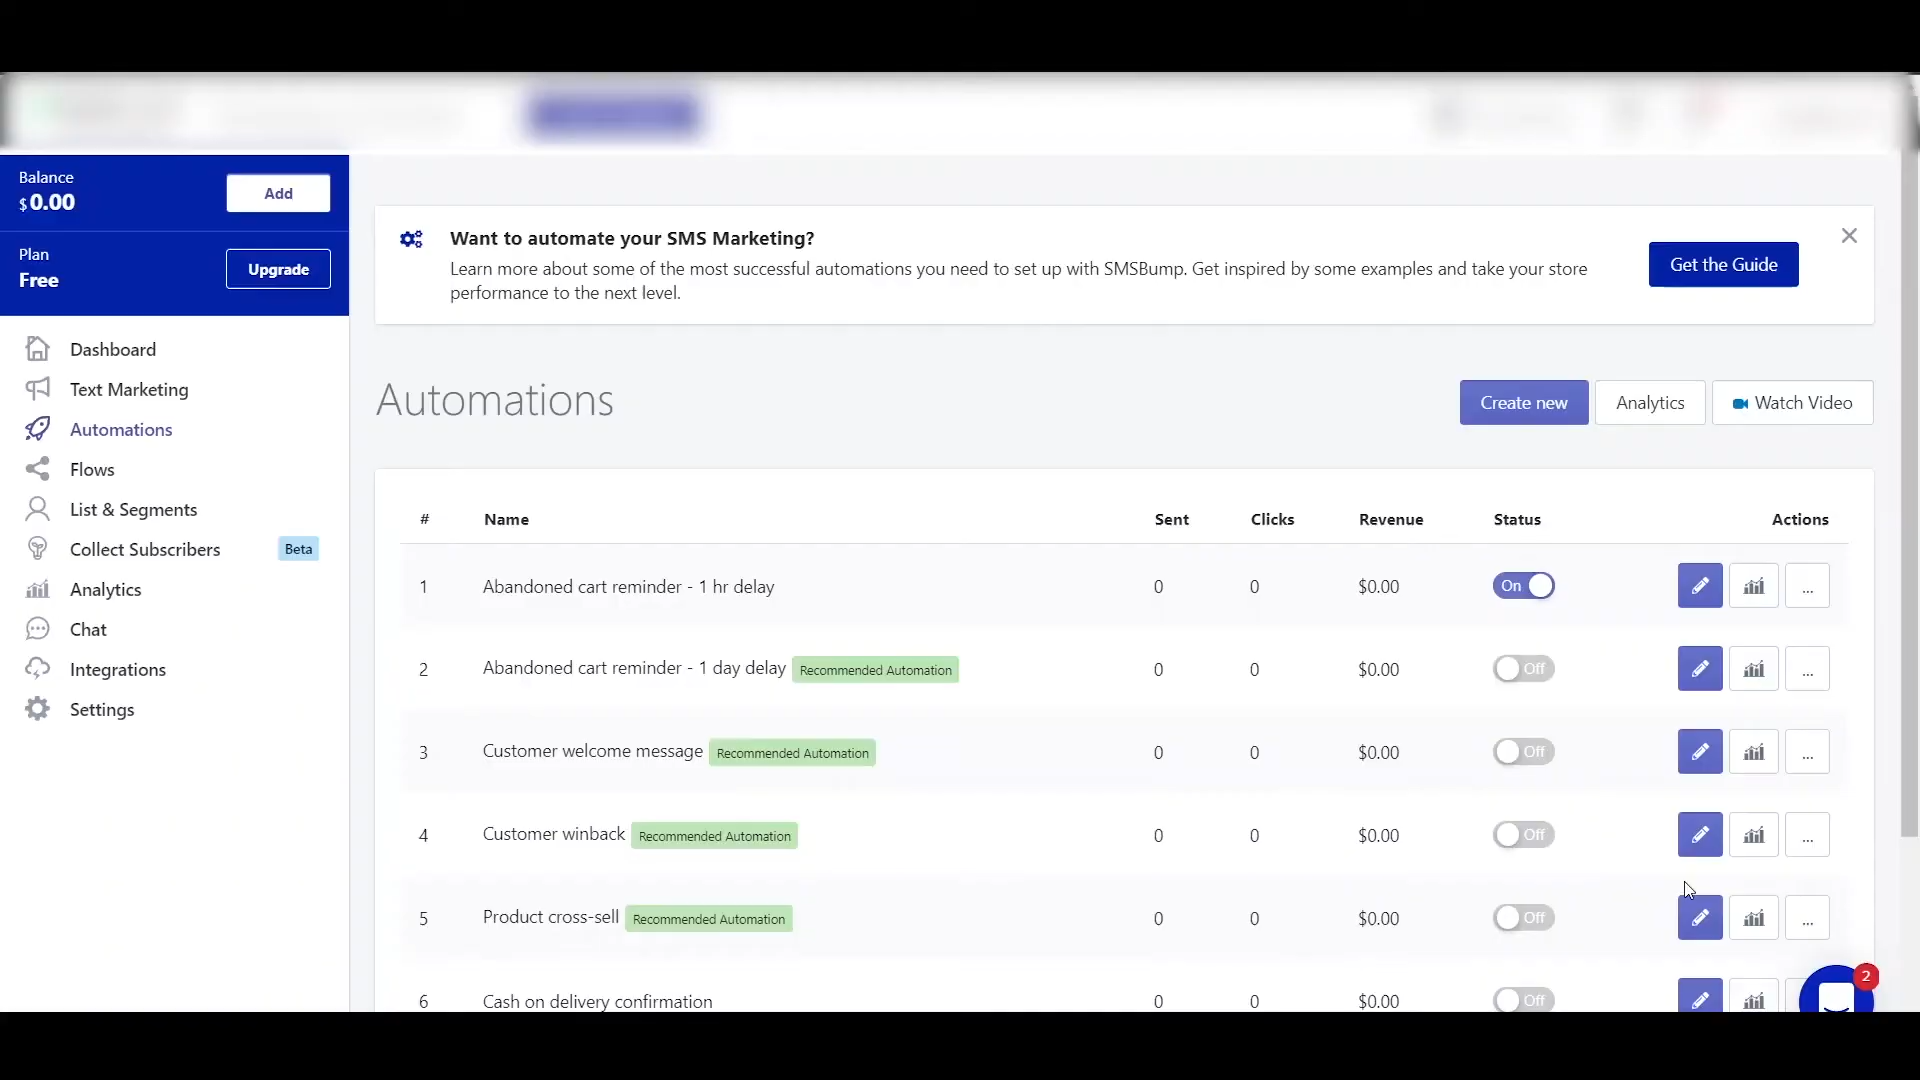 Balance
$ 0.00
Add
Plan
Free
Upgrade
Dashboard
Text Marketing
Automations
Flows
List & Segments
Collect Subscribers Beta
Analytics
Chat
Integrations
Settings
Want to automate your SMS Marketing?
Learn more about some of the most successful automations you need to set up with SMSBump. Get inspired by some examples and take your store
performance to the next level.
Get the Guide
Automations
Create new
Analytics
Watch Video
# Name Sent Clicks Revenue Status Actions
1 Abandoned cart reminder - 1 hr delay 0 0 $0.00 On ...
2 Abandoned cart reminder - 1 day delay Recommended Automation 0 0 $0.00 Off ...
3 Customer welcome message Recommended Automation 0 0 $0.00 Off ...
4 Customer winback Recommended Automation 0 0 $0.00 Off ...
5 Product cross-sell Recommended Automation 0 0 $0.00 Off ...
6 Cash on delivery confirmation 0 0 $0.00 Off
2